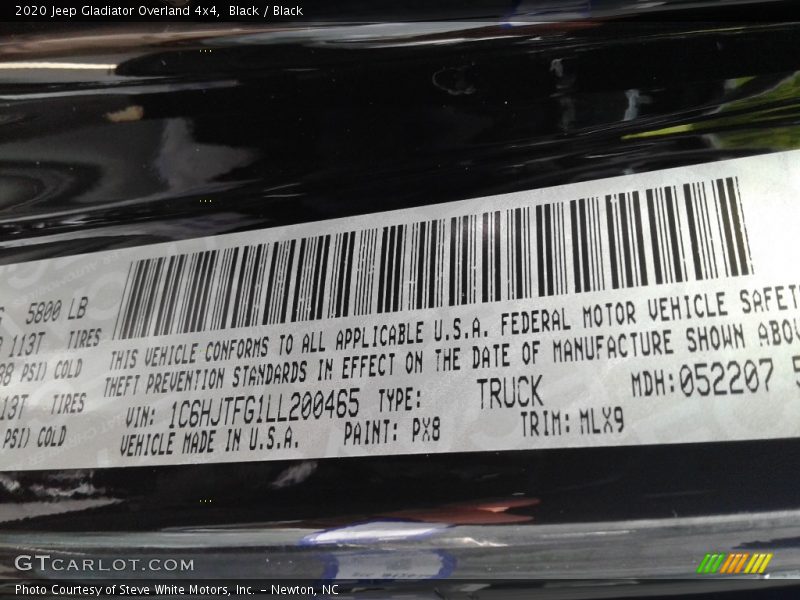 2020 Jeep Gladiator Overland 4x4, Black / Black
5800 LB
113T TIRES
PSI) COLD
TIRES
PSI) COLD
THIS VEHICLE CONFORMS TO ALL APPLICABLE U.S.A. FEDERAL MOTOR VEHICLE SAFET
THEFT PREVENTION STANDARDS IN EFFECT ON THE DATE OF MANUFACTURE SHOWN ABOV
VIN: 1C6HJTFG1LL200465 TYPE: TRUCK MDH:052207 5
VEHICLE MADE IN U.S.A. PAINT: PX8 TRIM: MLX9
GTCARLOT.COM
Photo Courtesy of Steve White Motors, Inc. – Newton, NC